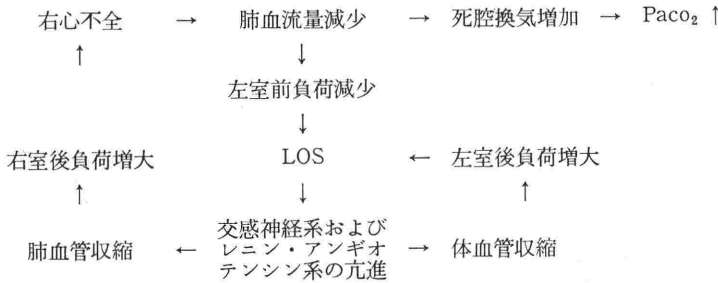 右心不全 → 肺血流量減少 → 死腔換気増加 → Paco₂ ↑
↑ ↓
左室前負荷減少
↓
右室後負荷増大 LOS ← 左室後負荷増大
↑ ↓ ↑
肺血管収縮 ← 交感神経系および
レニン・アンギオ
テンシン系の亢進 → 体血管収縮